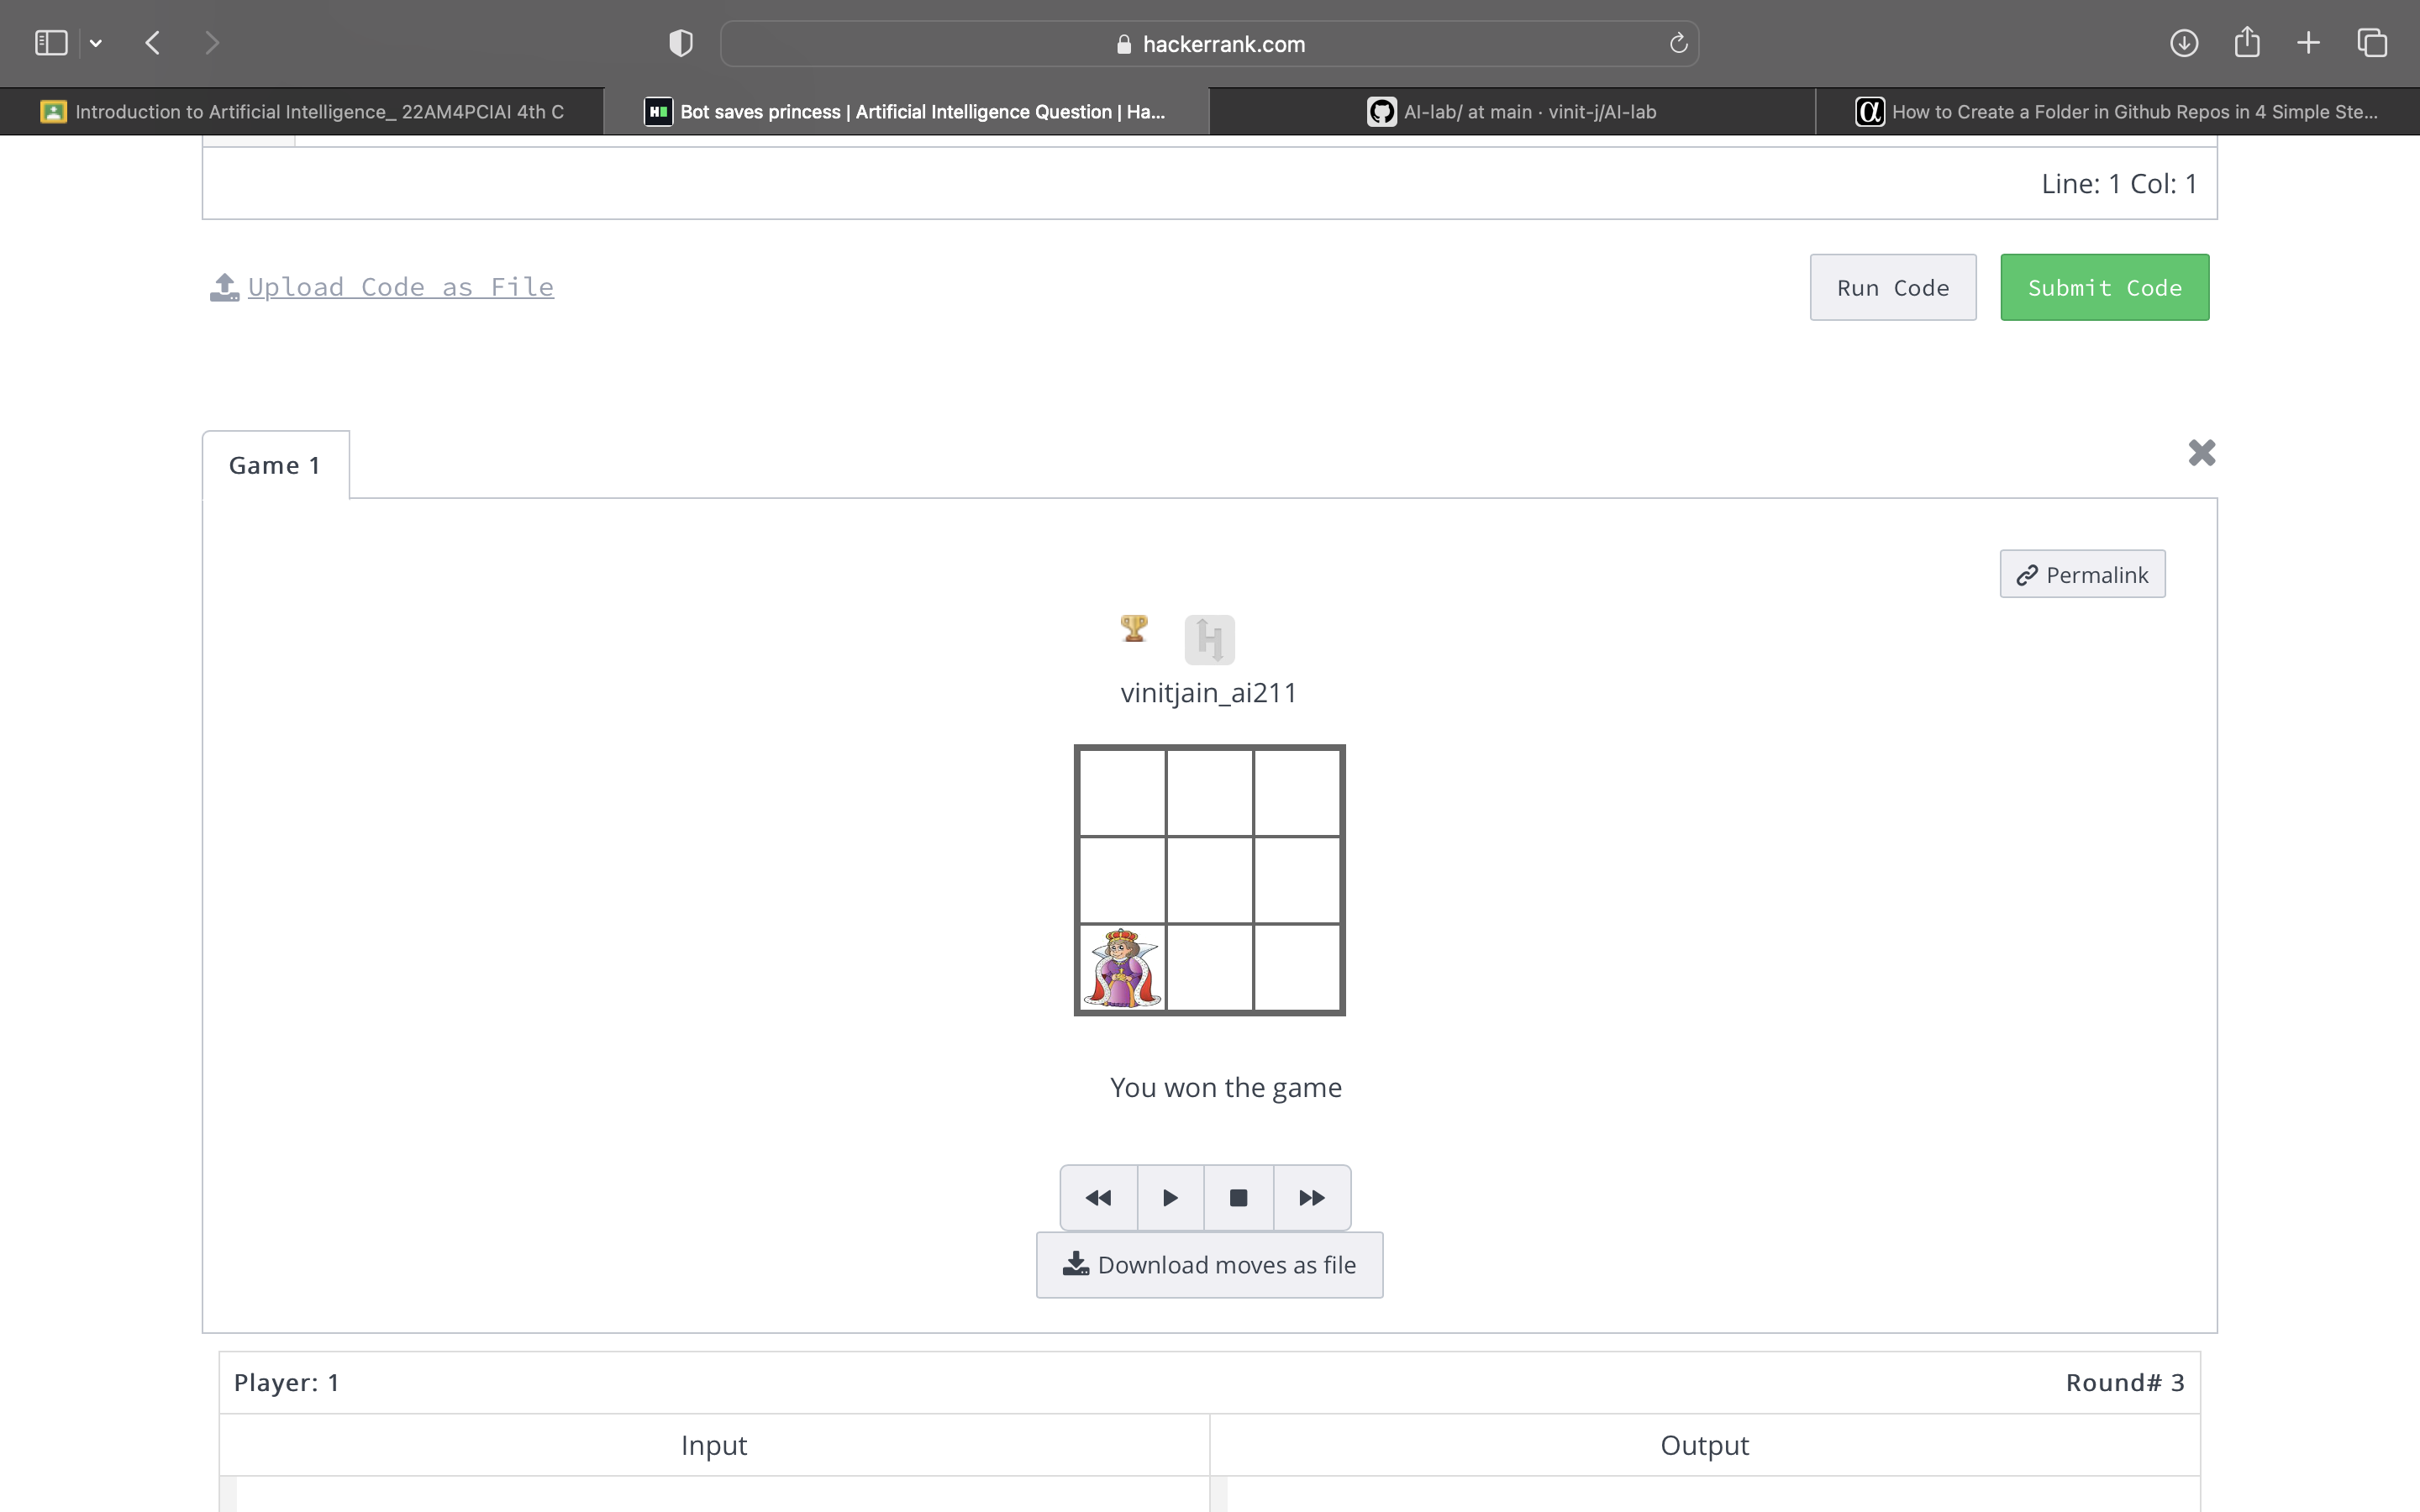 hackerrank.com
Introduction to Artificial Intelligence_ 22AM4PCIAI 4th C
Bot saves princess | Artificial Intelligence Question | Ha...
AI-lab/ at main · vinit-j/AI-lab
How to Create a Folder in Github Repos in 4 Simple Ste...
Line: 1 Col: 1
Upload Code as File
Run Code
Submit Code
Game 1
Permalink
vinitjain_ai211
You won the game
Download moves as file
Player: 1
Round# 3
Input
Output